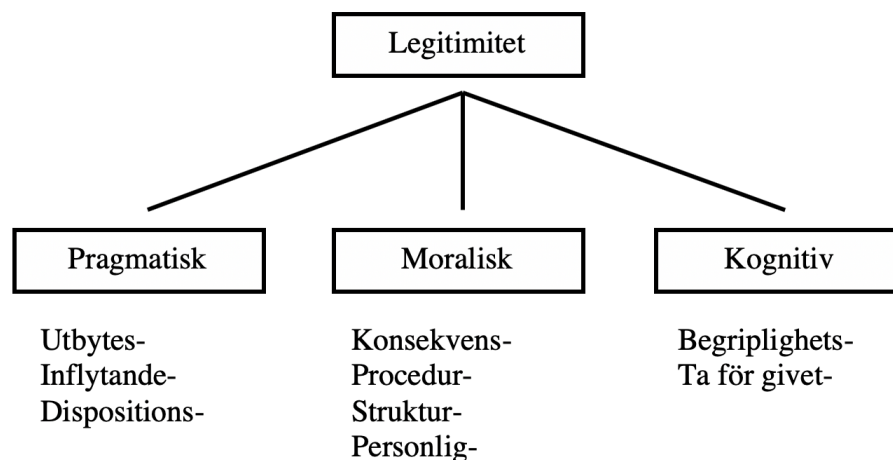 Legitimitet
Pragmatisk
Moralisk
Kognitiv
Utbytes-
Inflytande-
Dispositions-
Konsekvens-
Procedur-
Struktur-
Personlig-
Begriplighets-
Ta för givet-